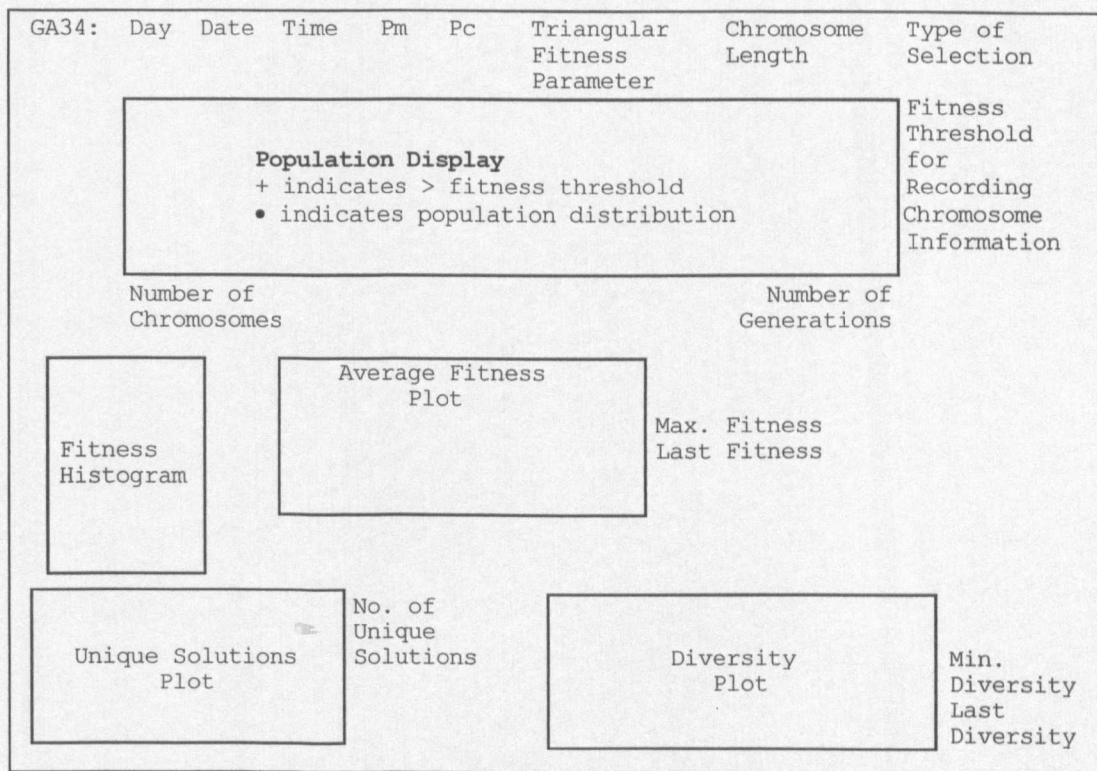 GA34: Day Date Time Pm Pc Triangular Fitness Parameter Chromosome Length Type of Selection
Fitness
Threshold
for
Recording
Chromosome
Information
Population Display
+ indicates > fitness threshold
• indicates population distribution
Number of
Chromosomes
Number of
Generations
Fitness
Histogram
Average Fitness
Plot
Max. Fitness
Last Fitness
Unique Solutions
Plot
No. of
Unique
Solutions
Diversity
Plot
Min.
Diversity
Last
Diversity